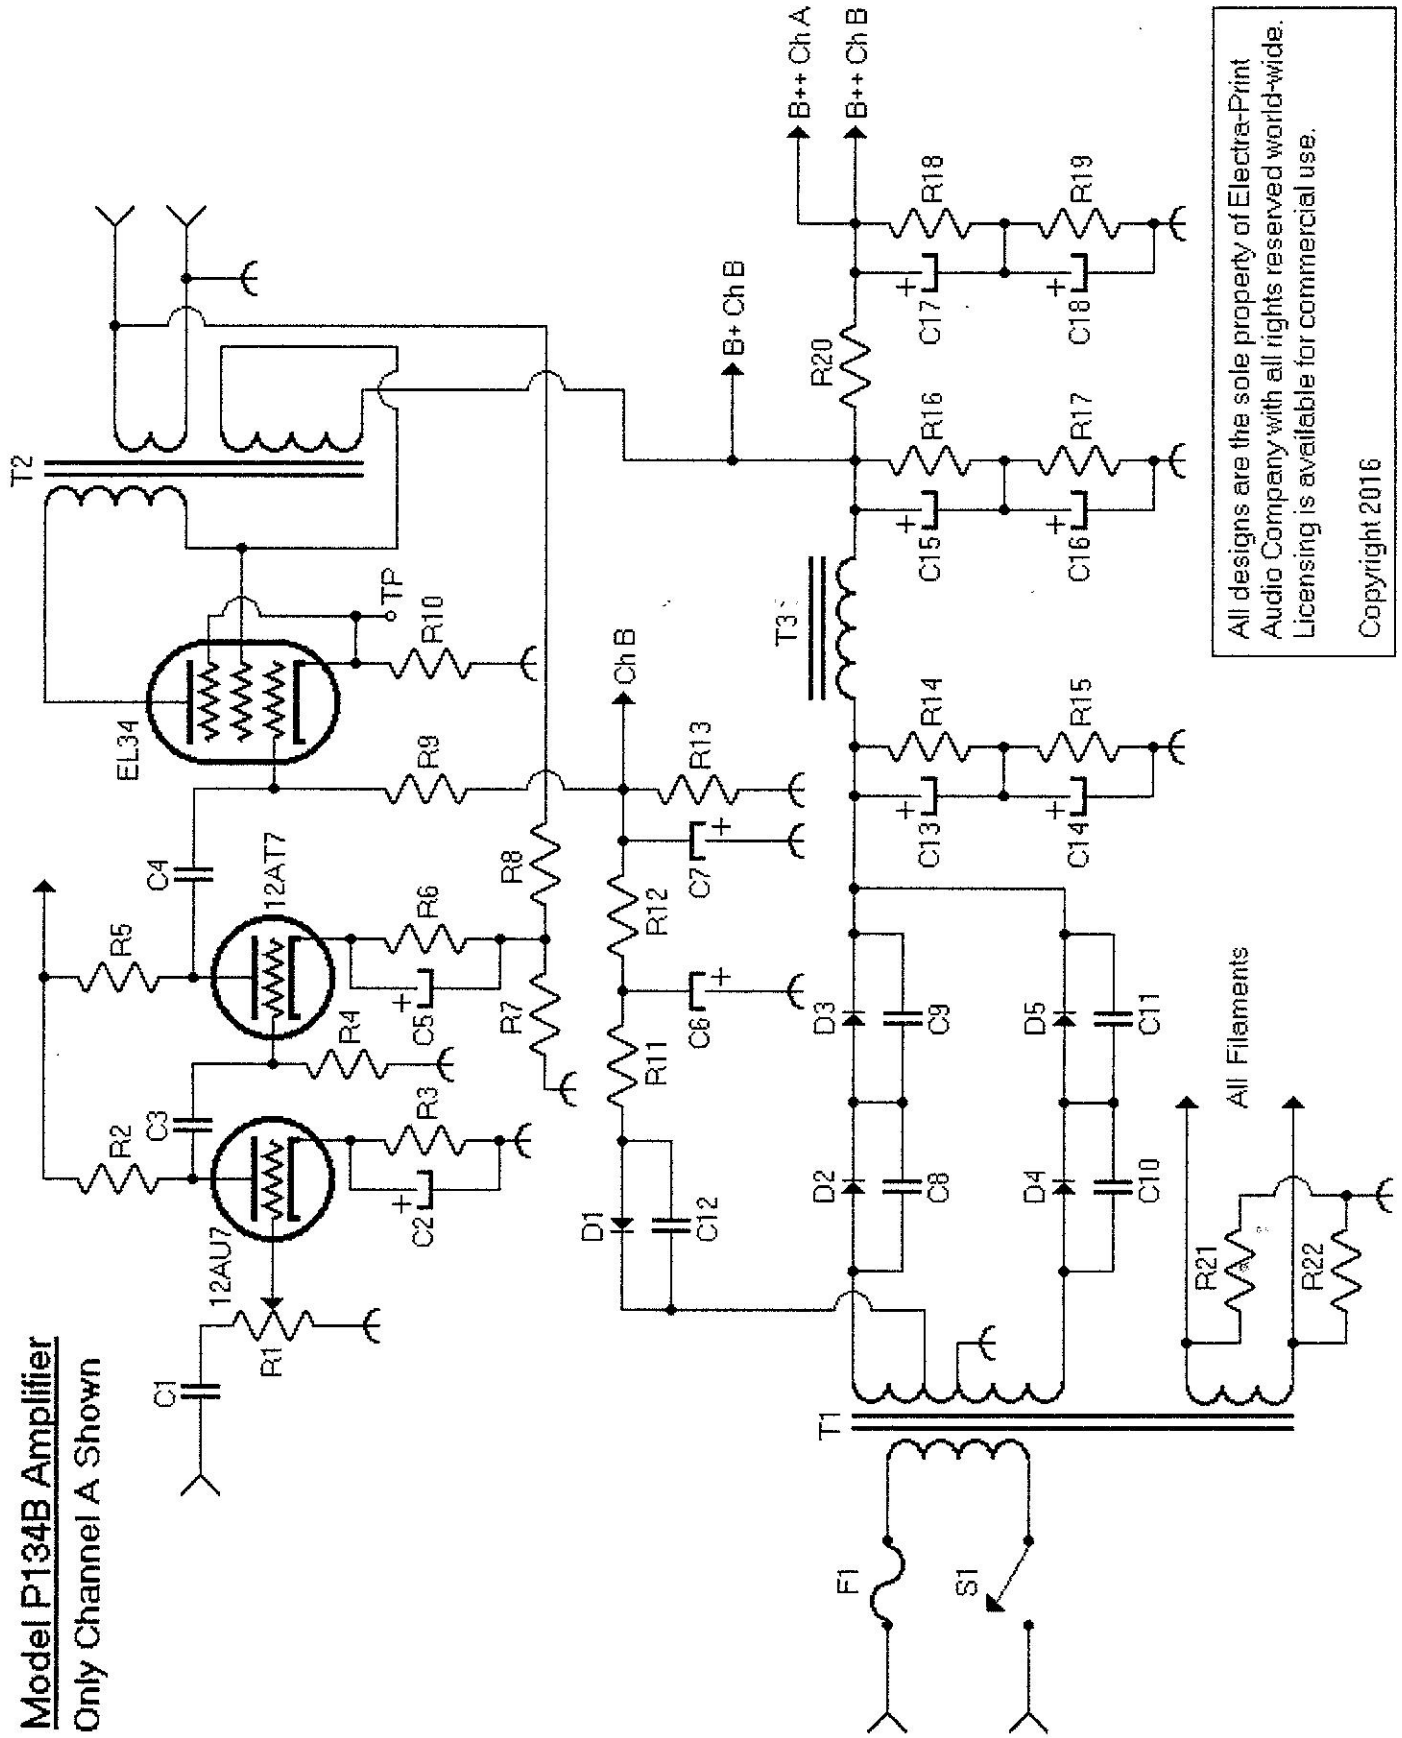 Model P134B Amplifier
Only Channel A Shown
T2
C1
R1
12AU7
R2
C3
C2
R3
R4
R5
12AT7
C4
C5
R6
R7
R8
EL34
R9
R10
TP
D1
C12
R11
C6
R12
C7
R13
Ch B
B+ Ch B
F1
S1
T1
D2
C8
D3
C9
D4
C10
D5
C11
C13
R14
C14
R15
T3
C15
R16
C16
R17
R20
C17
R18
C18
R19
B++ Ch A
B++ Ch B
R21
R22
All Filaments
All designs are the sole property of Electra-Print
Audio Company with all rights reserved world-wide.
Licensing is available for commercial use.
Copyright 2016